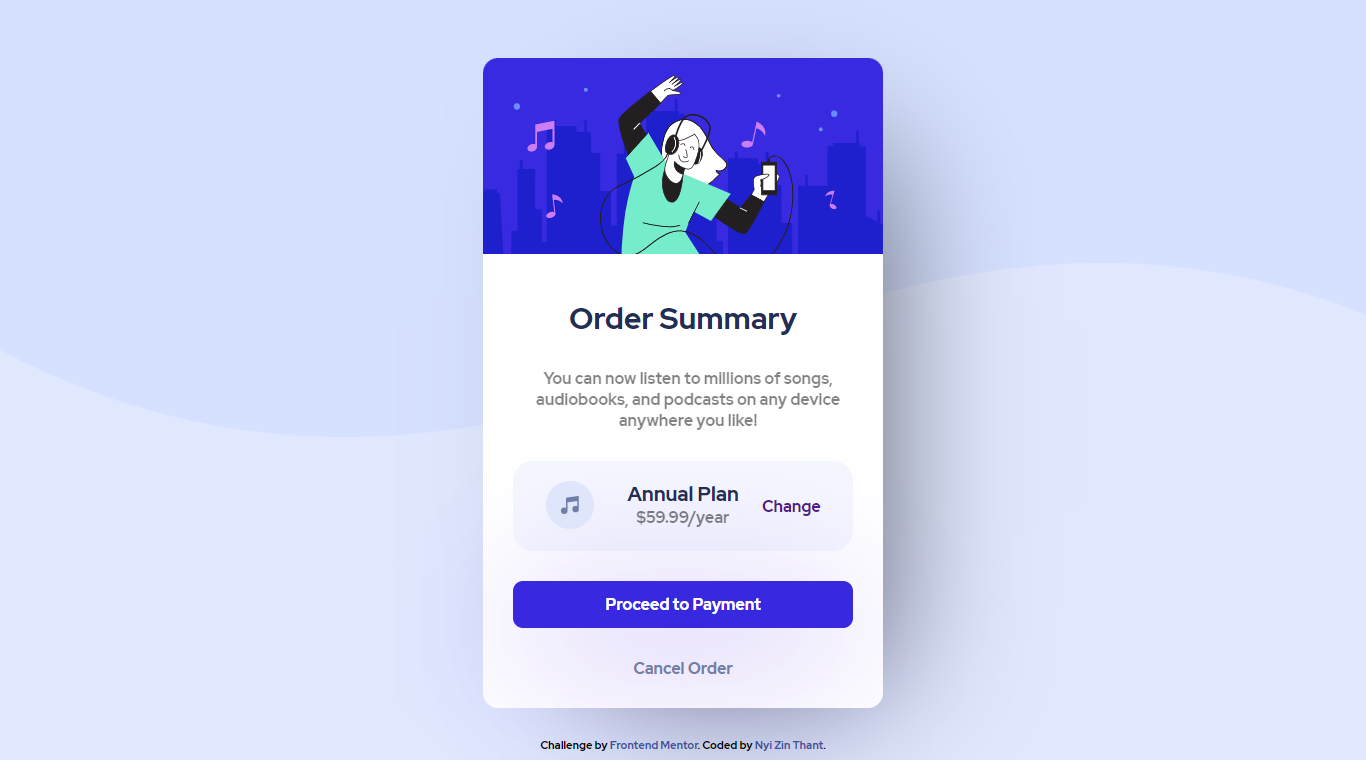 Order Summary
You can now listen to millions of songs,
audiobooks, and podcasts on any device
anywhere you like!
Annual Plan
$59.99/year
Change
Proceed to Payment
Cancel Order
Challenge by Frontend Mentor. Coded by Nyi Zin Thant.